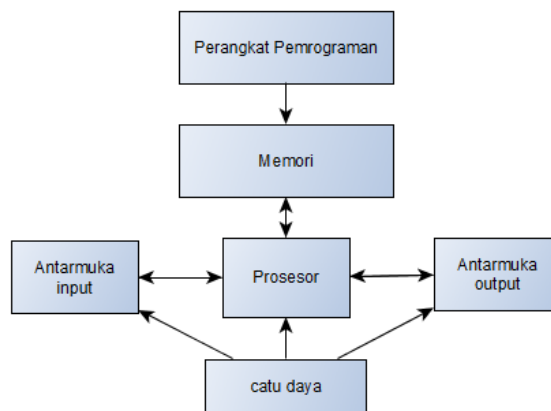 Perangkat Pemrograman
Memori
Antarmuka
input
Prosesor
Antarmuka
output
catu daya